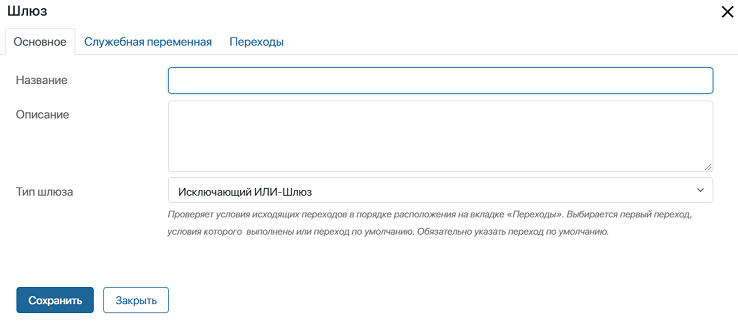 Шлюз
Основное Служебная переменная Переходы
Название
Описание
Тип шлюза Исключающий ИЛИ-Шлюз
Проверяет условия исходящих переходов в порядке расположения на вкладке «Переходы». Выбирается первый переход,
условия которого выполнены или переход по умолчанию. Обязательно указать переход по умолчанию.
Сохранить Закрыть